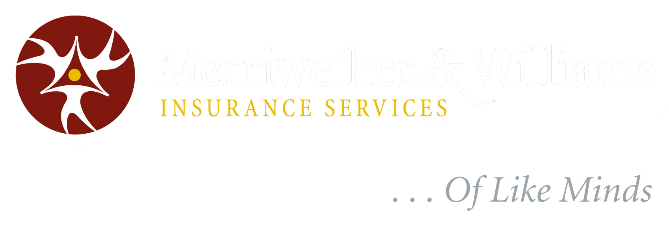 Merriwether & Williams
INSURANCE SERVICES
. . . Of Like Minds